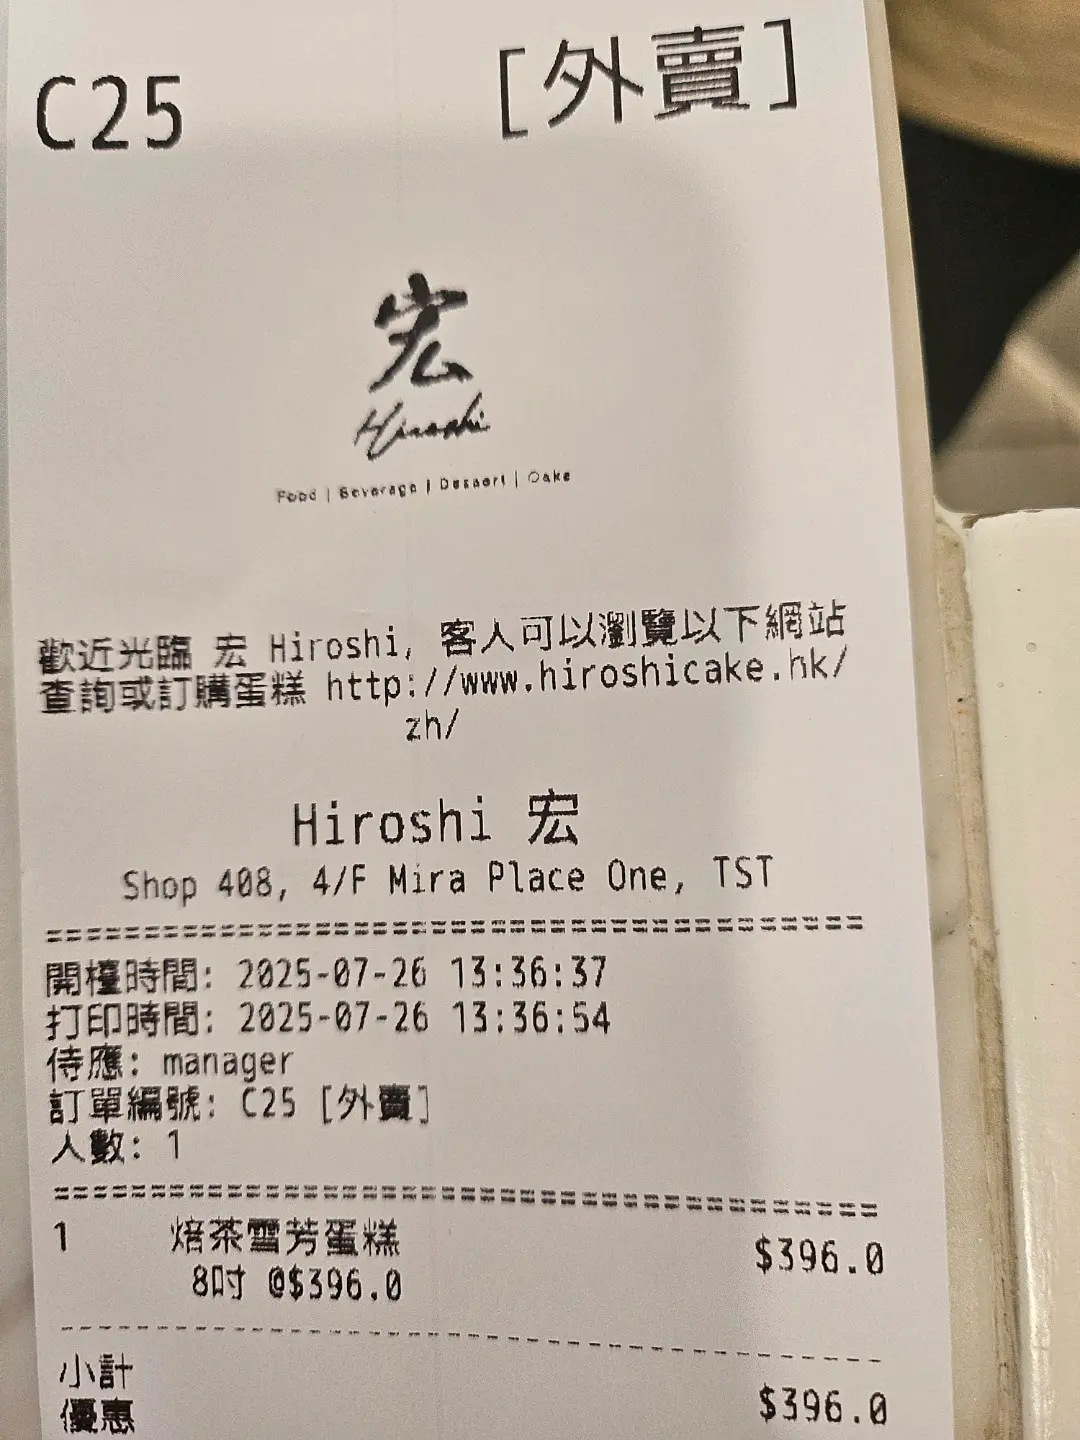 C25 [外賣]
宏
Hiroshi
Food | Beverage | Dessert | Cake
歡近光臨 宏 Hiroshi, 客人可以瀏覽以下網站
查詢或訂購蛋糕 http://www.hiroshicake.hk/
zh/
Hiroshi 宏
Shop 408, 4/F Mira Place One, TST
===========================================
開檯時間: 2025-07-26 13:36:37
打印時間: 2025-07-26 13:36:54
侍應: manager
訂單編號: C25 [外賣]
人數: 1
===========================================
1 焙茶雪芳蛋糕 $396.0
8吋 @$396.0
-------------------------------------------
小計 $396.0
優惠